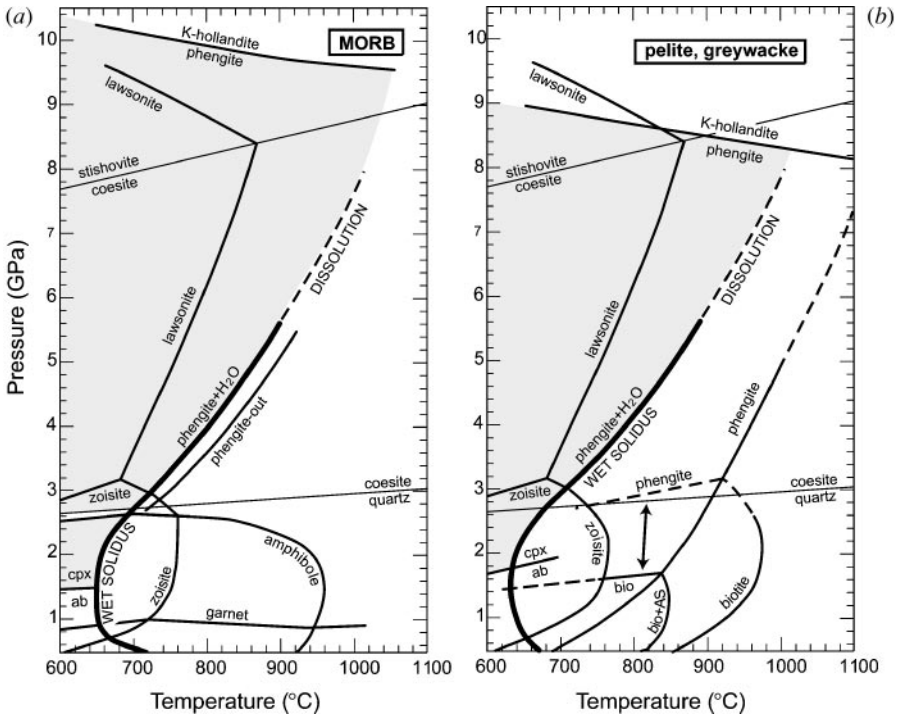 (a)
MORB
K-hollandite
phengite
lawsonite
stishovite
coesite
lawsonite
DISSOLUTION
phengite+H₂O
phengite-out
zoisite
coesite
quartz
WET SOLIDUS
amphibole
cpx
ab
zoisite
garnet
Pressure (GPa)
10
9
8
7
6
5
4
3
2
1
600
700
800
900
1000
1100
Temperature (°C)
(b)
pelite, greywacke
lawsonite
K-hollandite
phengite
stishovite
coesite
lawsonite
DISSOLUTION
phengite+H₂O
WET SOLIDUS
phengite
zoisite
phengite
coesite
quartz
cpx
ab
zoisite
bio
bio+AS
biotite
10
9
8
7
6
5
4
3
2
1
600
700
800
900
1000
1100
Temperature (°C)